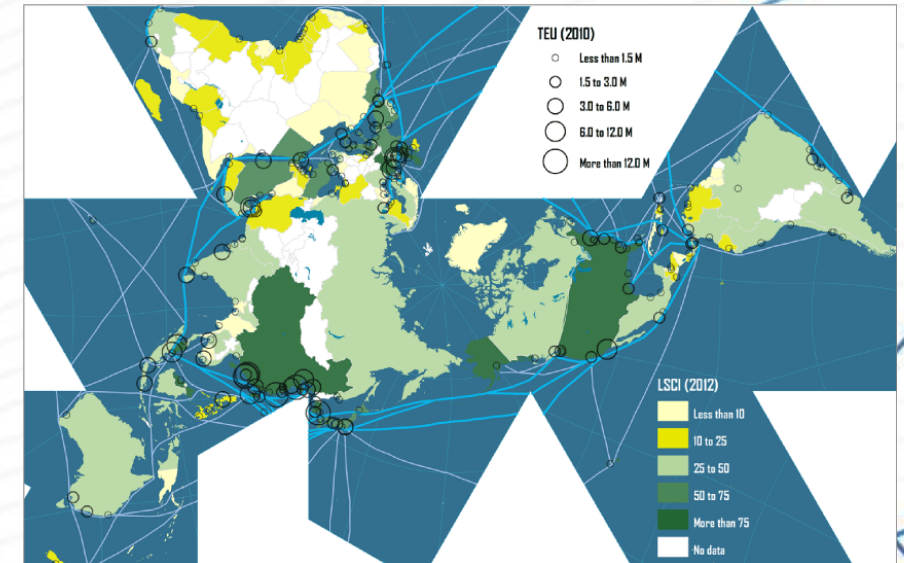 TEU (2010)
Less than 1.5 M
1.5 to 3.0 M
3.0 to 6.0 M
6.0 to 12.0 M
More than 12.0 M
LSCI (2012)
Less than 10
10 to 25
25 to 50
50 to 75
More than 75
No data